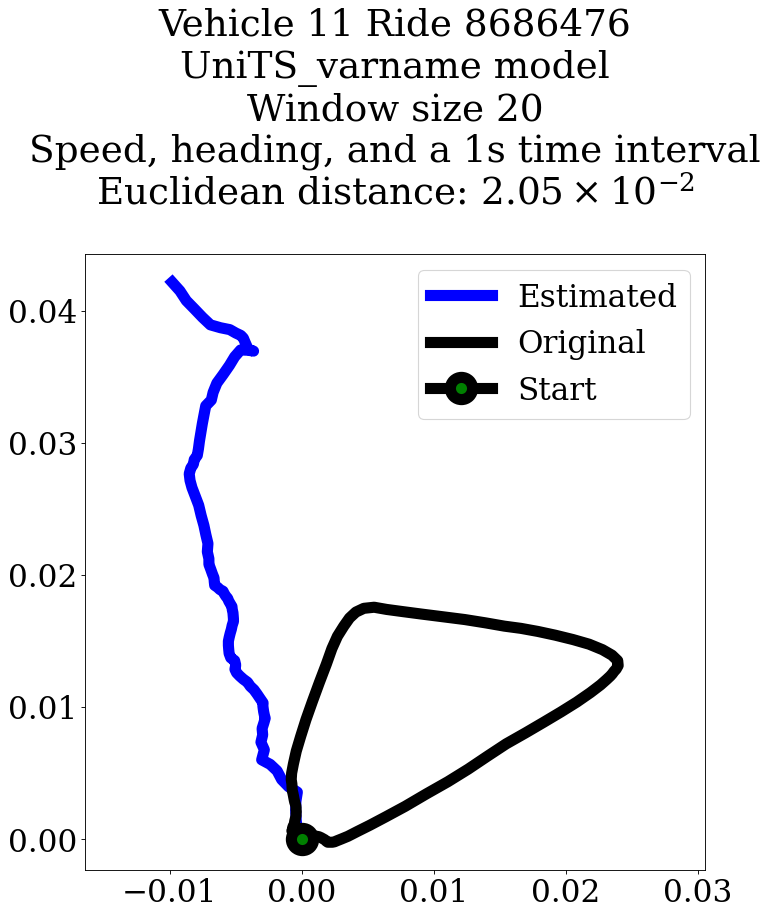 Vehicle 11 Ride 8686476
UniTS_varname model
Window size 20
Speed, heading, and a 1s time interval
Euclidean distance: 2.05 × 10⁻²
Estimated
Original
Start
0.04
0.03
0.02
0.01
0.00
−0.01 0.00 0.01 0.02 0.03